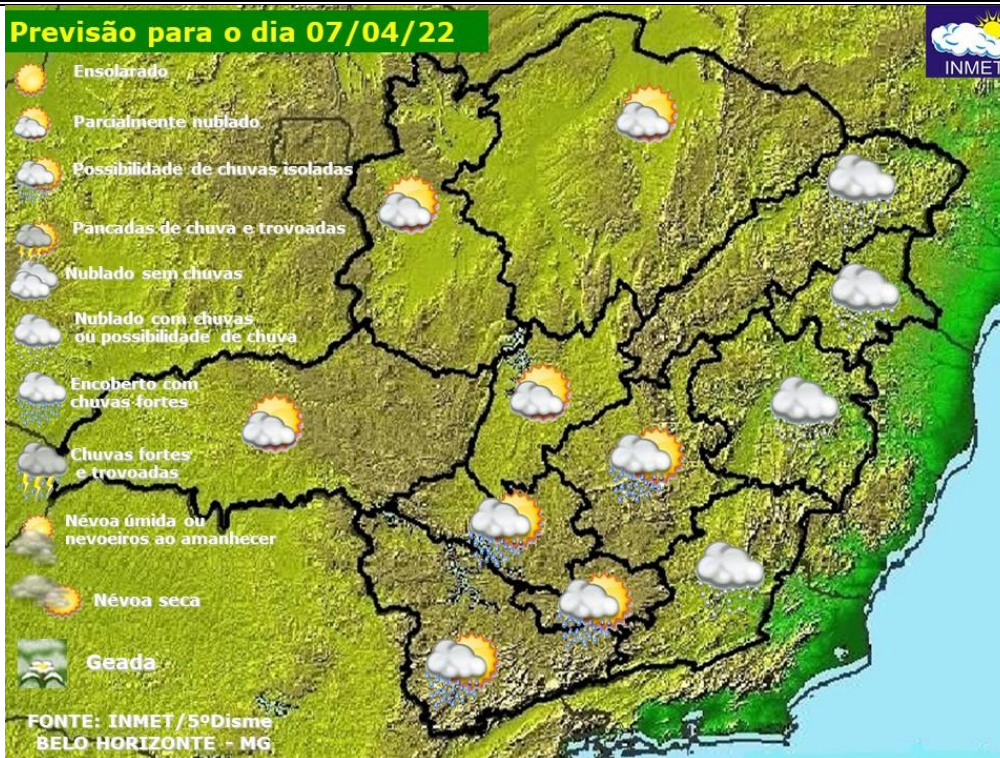 Previsão para o dia 07/04/22
INMET
Ensolarado
Parcialmente nublado
Possibilidade de chuvas isoladas
Pancadas de chuva e trovoadas
Nublado sem chuvas
Nublado com chuvas
ou possibilidade de chuva
Encoberto com
chuvas fortes
Chuvas fortes
e trovoadas
Névoa úmida ou
nevoeiros ao amanhecer
Névoa seca
Geada
FONTE: INMET/5ºDisme
BELO HORIZONTE - MG